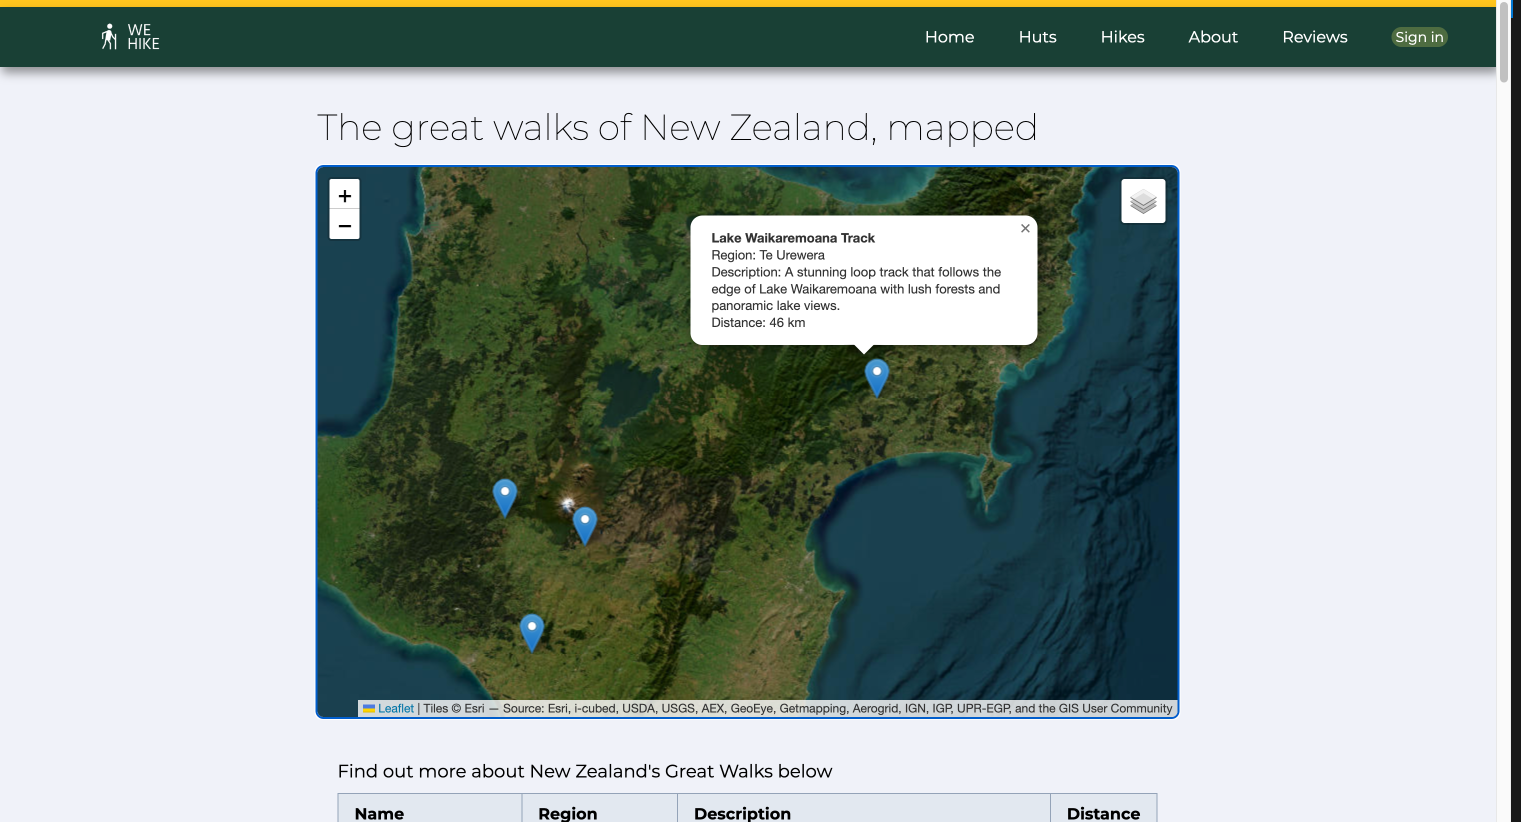 WE
HIKE
Home
Huts
Hikes
About
Reviews
Sign in
The great walks of New Zealand, mapped
+
−
Lake Waikaremoana Track
×
Region: Te Urewera
Description: A stunning loop track that follows the
edge of Lake Waikaremoana with lush forests and
panoramic lake views.
Distance: 46 km
Leaflet | Tiles © Esri — Source: Esri, i-cubed, USDA, USGS, AEX, GeoEye, Getmapping, Aerogrid, IGN, IGP, UPR-EGP, and the GIS User Community
Find out more about New Zealand's Great Walks below
Name
Region
Description
Distance